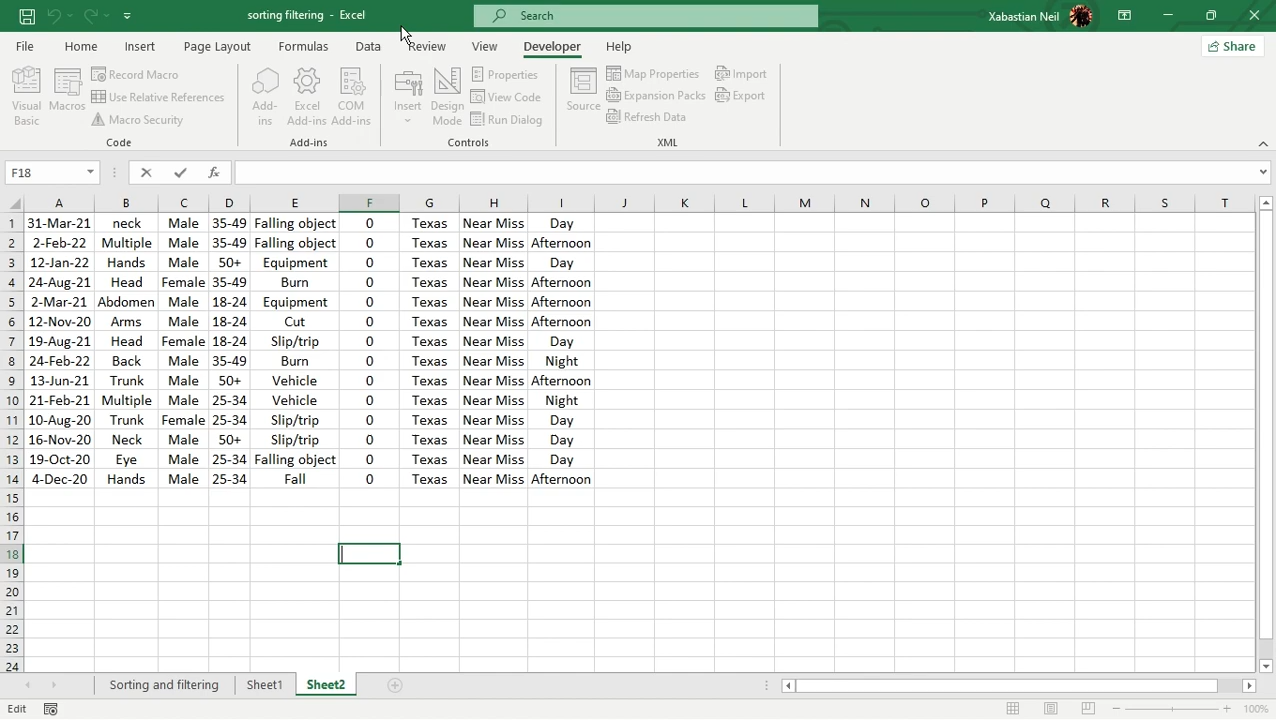 sorting filtering - Excel
Search
Xabastian Neil
File Home Insert Page Layout Formulas Data Review View Developer Help
Share
Visual Basic
Macros
Record Macro
Use Relative References
Macro Security
Code
Add-ins
Excel Add-ins
COM Add-ins
Add-ins
Insert
Design Mode
Properties
View Code
Run Dialog
Controls
Source
Map Properties
Expansion Packs
Refresh Data
Import
Export
XML
F18
fx
A B C D E F G H I J K L M N O P Q R S T
1 31-Mar-21 neck Male 35-49 Falling object 0 Texas Near Miss Day
2 2-Feb-22 Multiple Male 35-49 Falling object 0 Texas Near Miss Afternoon
3 12-Jan-22 Hands Male 50+ Equipment 0 Texas Near Miss Day
4 24-Aug-21 Head Female 35-49 Burn 0 Texas Near Miss Afternoon
5 2-Mar-21 Abdomen Male 18-24 Equipment 0 Texas Near Miss Afternoon
6 12-Nov-20 Arms Male 18-24 Cut 0 Texas Near Miss Afternoon
7 19-Aug-21 Head Female 18-24 Slip/trip 0 Texas Near Miss Day
8 24-Feb-22 Back Male 35-49 Burn 0 Texas Near Miss Night
9 13-Jun-21 Trunk Male 50+ Vehicle 0 Texas Near Miss Afternoon
10 21-Feb-21 Multiple Male 25-34 Vehicle 0 Texas Near Miss Night
11 10-Aug-20 Trunk Female 25-34 Slip/trip 0 Texas Near Miss Day
12 16-Nov-20 Neck Male 50+ Slip/trip 0 Texas Near Miss Day
13 19-Oct-20 Eye Male 25-34 Falling object 0 Texas Near Miss Day
14 4-Dec-20 Hands Male 25-34 Fall 0 Texas Near Miss Afternoon
15
16
17
18
19
20
21
22
23
24
Sorting and filtering Sheet1 Sheet2
Edit
100%